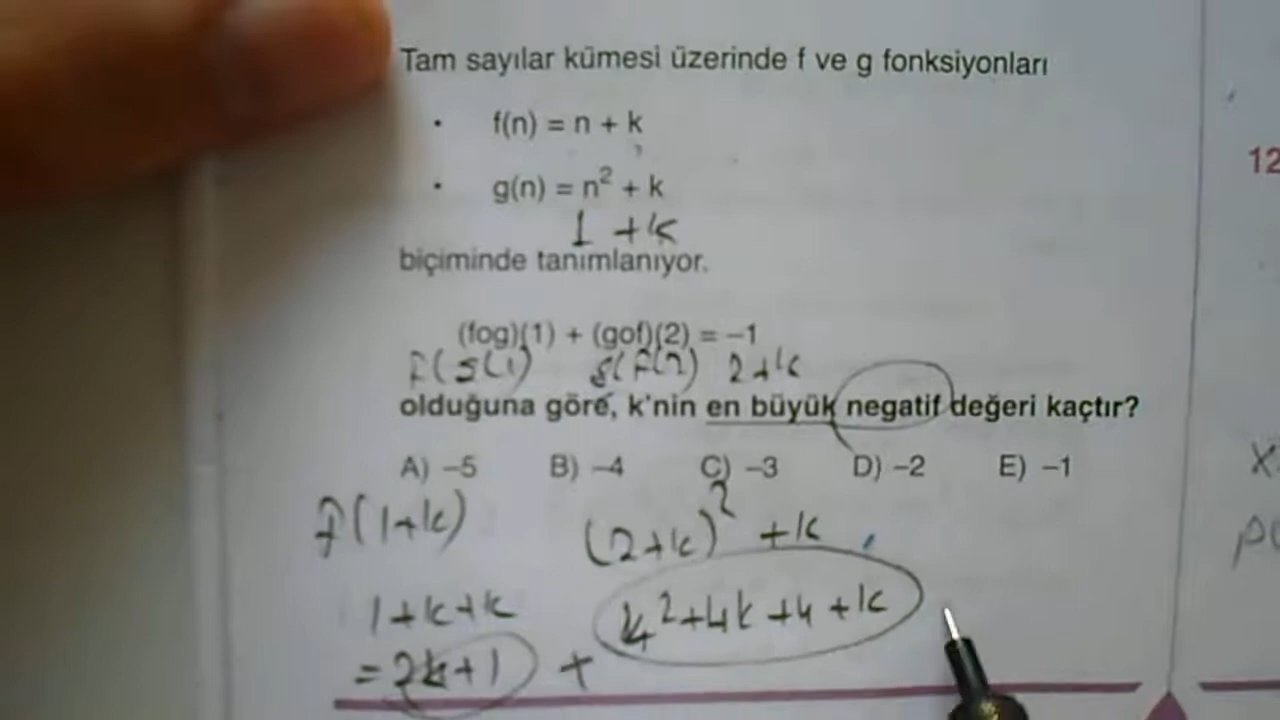 Tam sayılar kümesi üzerinde f ve g fonksiyonları
• f(n) = n + k
• g(n) = n² + k
1 + k
biçiminde tanımlanıyor.
(fog)(1) + (gof)(2) = –1
f(g(1) g(f(2) 2+k
olduğuna göre, k'nin en büyük negatif değeri kaçtır?
A) –5 B) –4 C) –3 D) –2 E) –1
f(1+k) (2+k)² + k
1+k+k k²+4k+4+k
= 2k+1 +
12